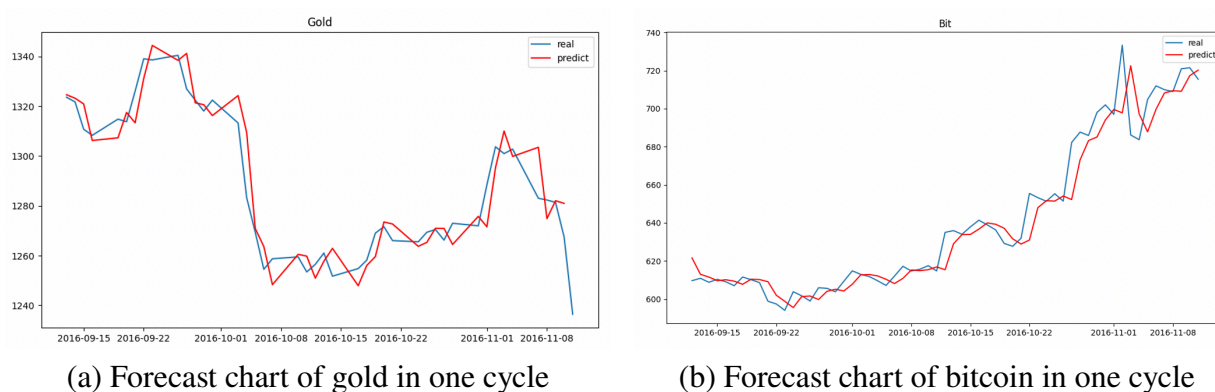 Gold
real
predict
1340
1320
1300
1280
1260
1240
2016-09-15 2016-09-22 2016-10-01 2016-10-08 2016-10-15 2016-10-22 2016-11-01 2016-11-08
(a) Forecast chart of gold in one cycle
Bit
real
predict
740
720
700
680
660
640
620
600
2016-09-15 2016-09-22 2016-10-01 2016-10-08 2016-10-15 2016-10-22 2016-11-01 2016-11-08
(b) Forecast chart of bitcoin in one cycle